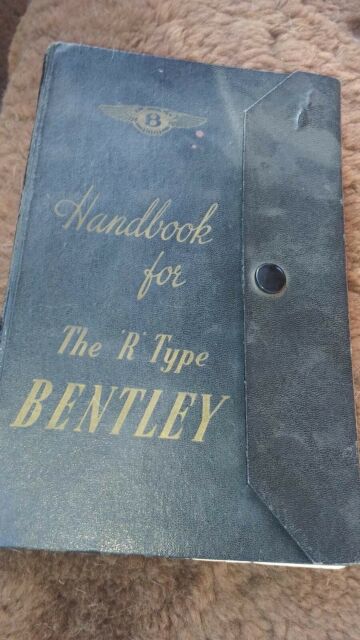 B
Handbook
for
The 'R' Type
BENTLEY